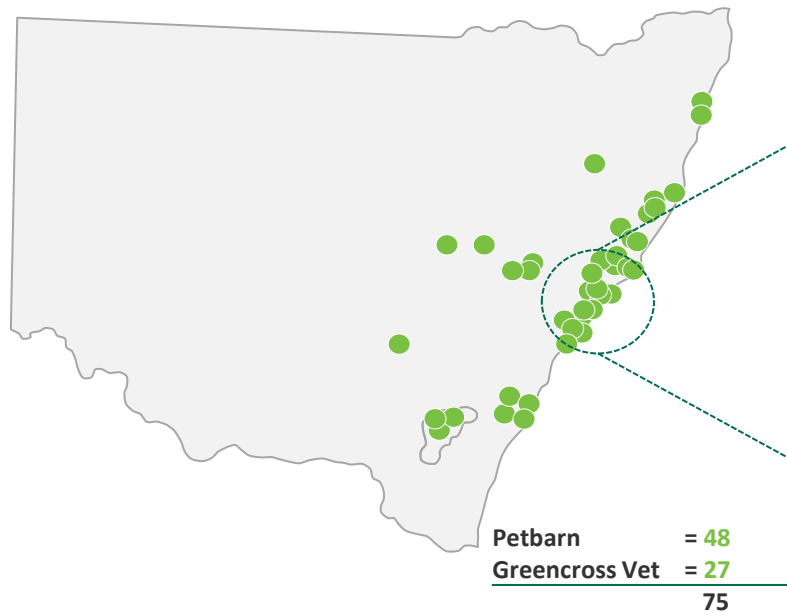 Petbarn = 48
Greencross Vet = 27
75